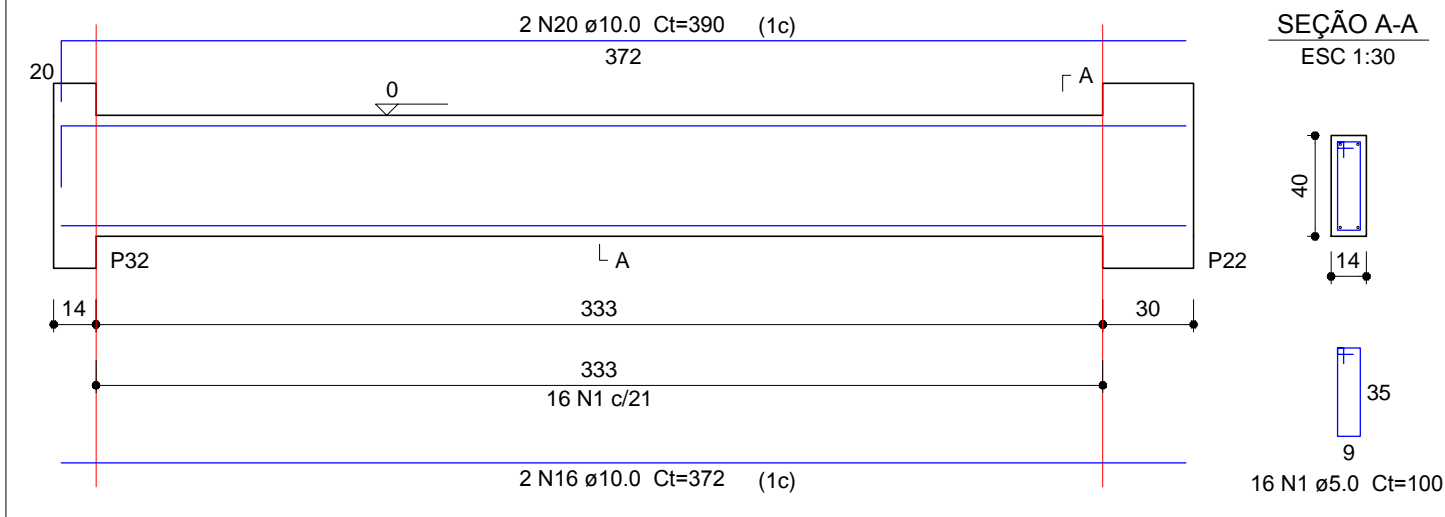 2 N20 ø10.0 Ct=390 (1c)
372
SEÇÃO A-A
ESC 1:30
20
0
A
40
14
P32
A
P22
14
333
30
333
16 N1 c/21
35
9
2 N16 ø10.0 Ct=372 (1c)
16 N1 ø5.0 Ct=100